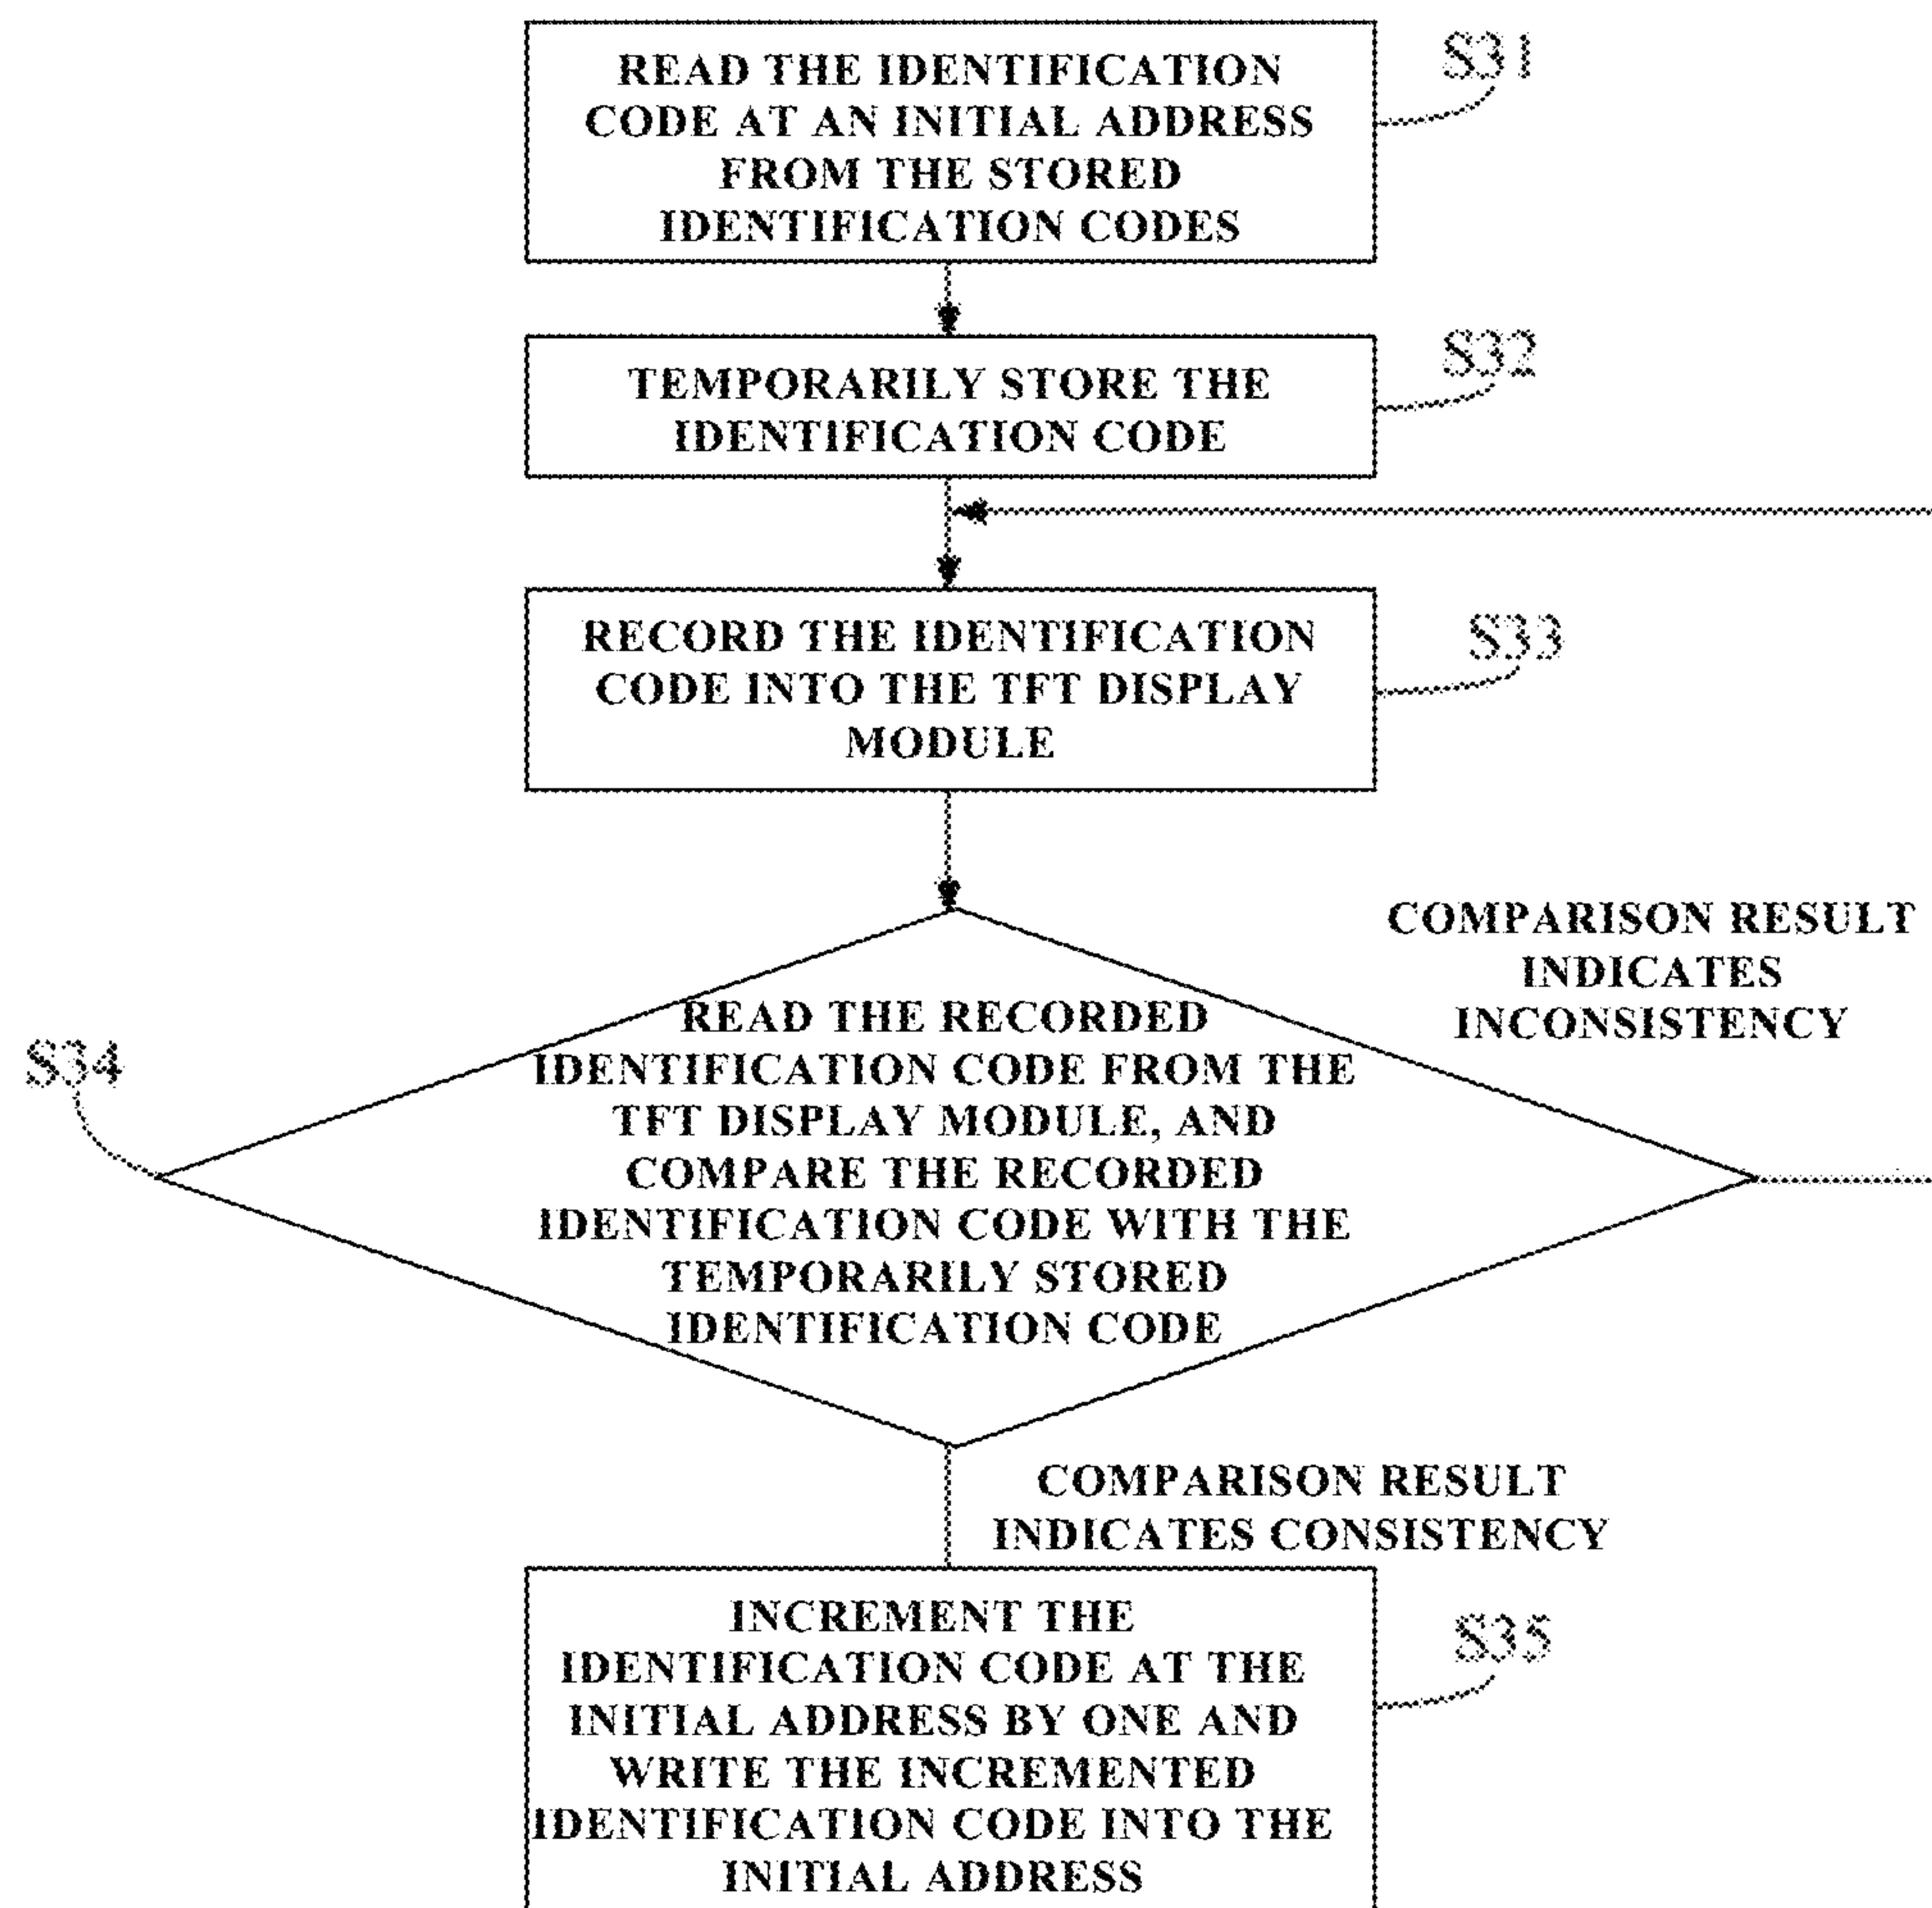 READ THE IDENTIFICATION
CODE AT AN INITIAL ADDRESS
FROM THE STORED
IDENTIFICATION CODES
S31
TEMPORARILY STORE THE
IDENTIFICATION CODE
S32
RECORD THE IDENTIFICATION
CODE INTO THE TFT DISPLAY
MODULE
S33
COMPARISON RESULT
INDICATES
INCONSISTENCY
READ THE RECORDED
IDENTIFICATION CODE FROM THE
TFT DISPLAY MODULE, AND
COMPARE THE RECORDED
IDENTIFICATION CODE WITH THE
TEMPORARILY STORED
IDENTIFICATION CODE
S34
COMPARISON RESULT
INDICATES CONSISTENCY
INCREMENT THE
IDENTIFICATION CODE AT THE
INITIAL ADDRESS BY ONE AND
WRITE THE INCREMENTED
IDENTIFICATION CODE INTO THE
INITIAL ADDRESS
S35